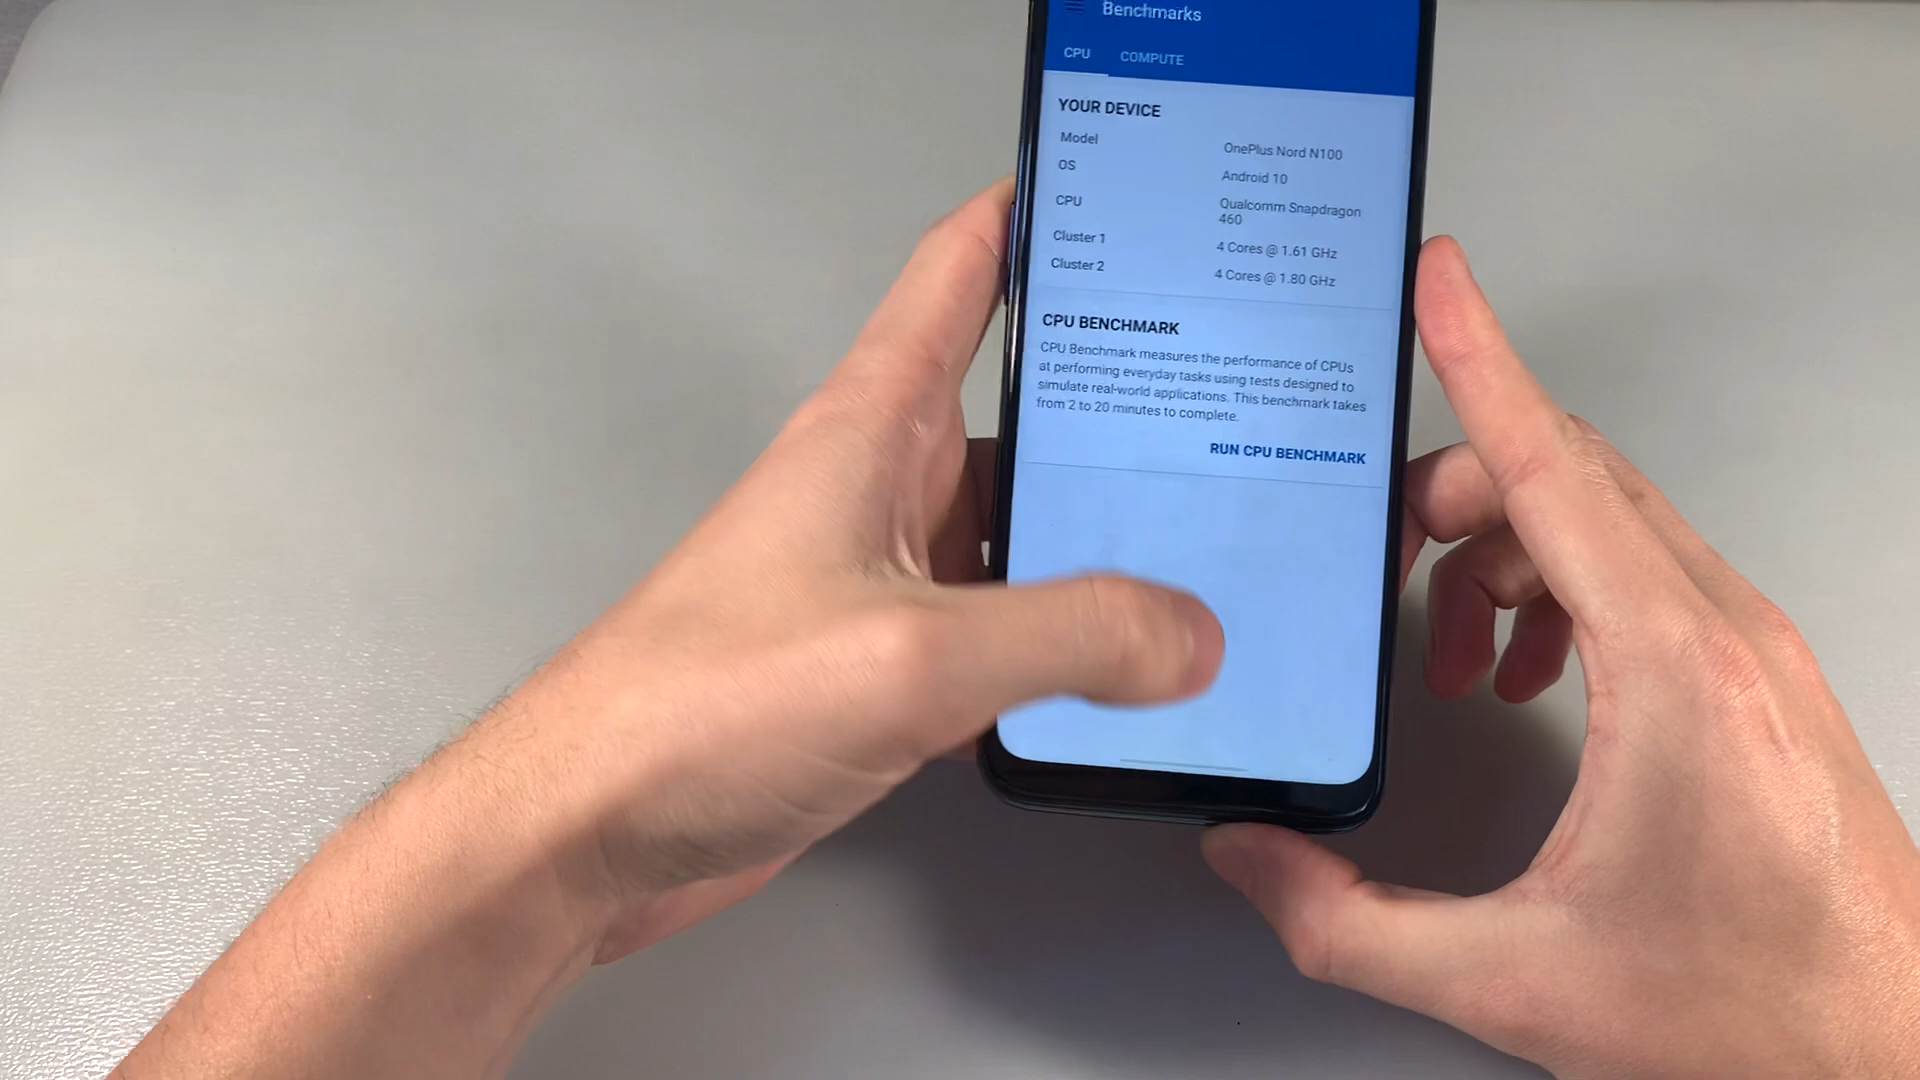 Benchmarks
CPU COMPUTE
YOUR DEVICE
Model OnePlus Nord N100
OS Android 10
CPU Qualcomm Snapdragon
460
Cluster 1 4 Cores @ 1.61 GHz
Cluster 2 4 Cores @ 1.80 GHz
CPU BENCHMARK
CPU Benchmark measures the performance of CPUs
at performing everyday tasks using tests designed to
simulate real-world applications. This benchmark takes
from 2 to 20 minutes to complete.
RUN CPU BENCHMARK